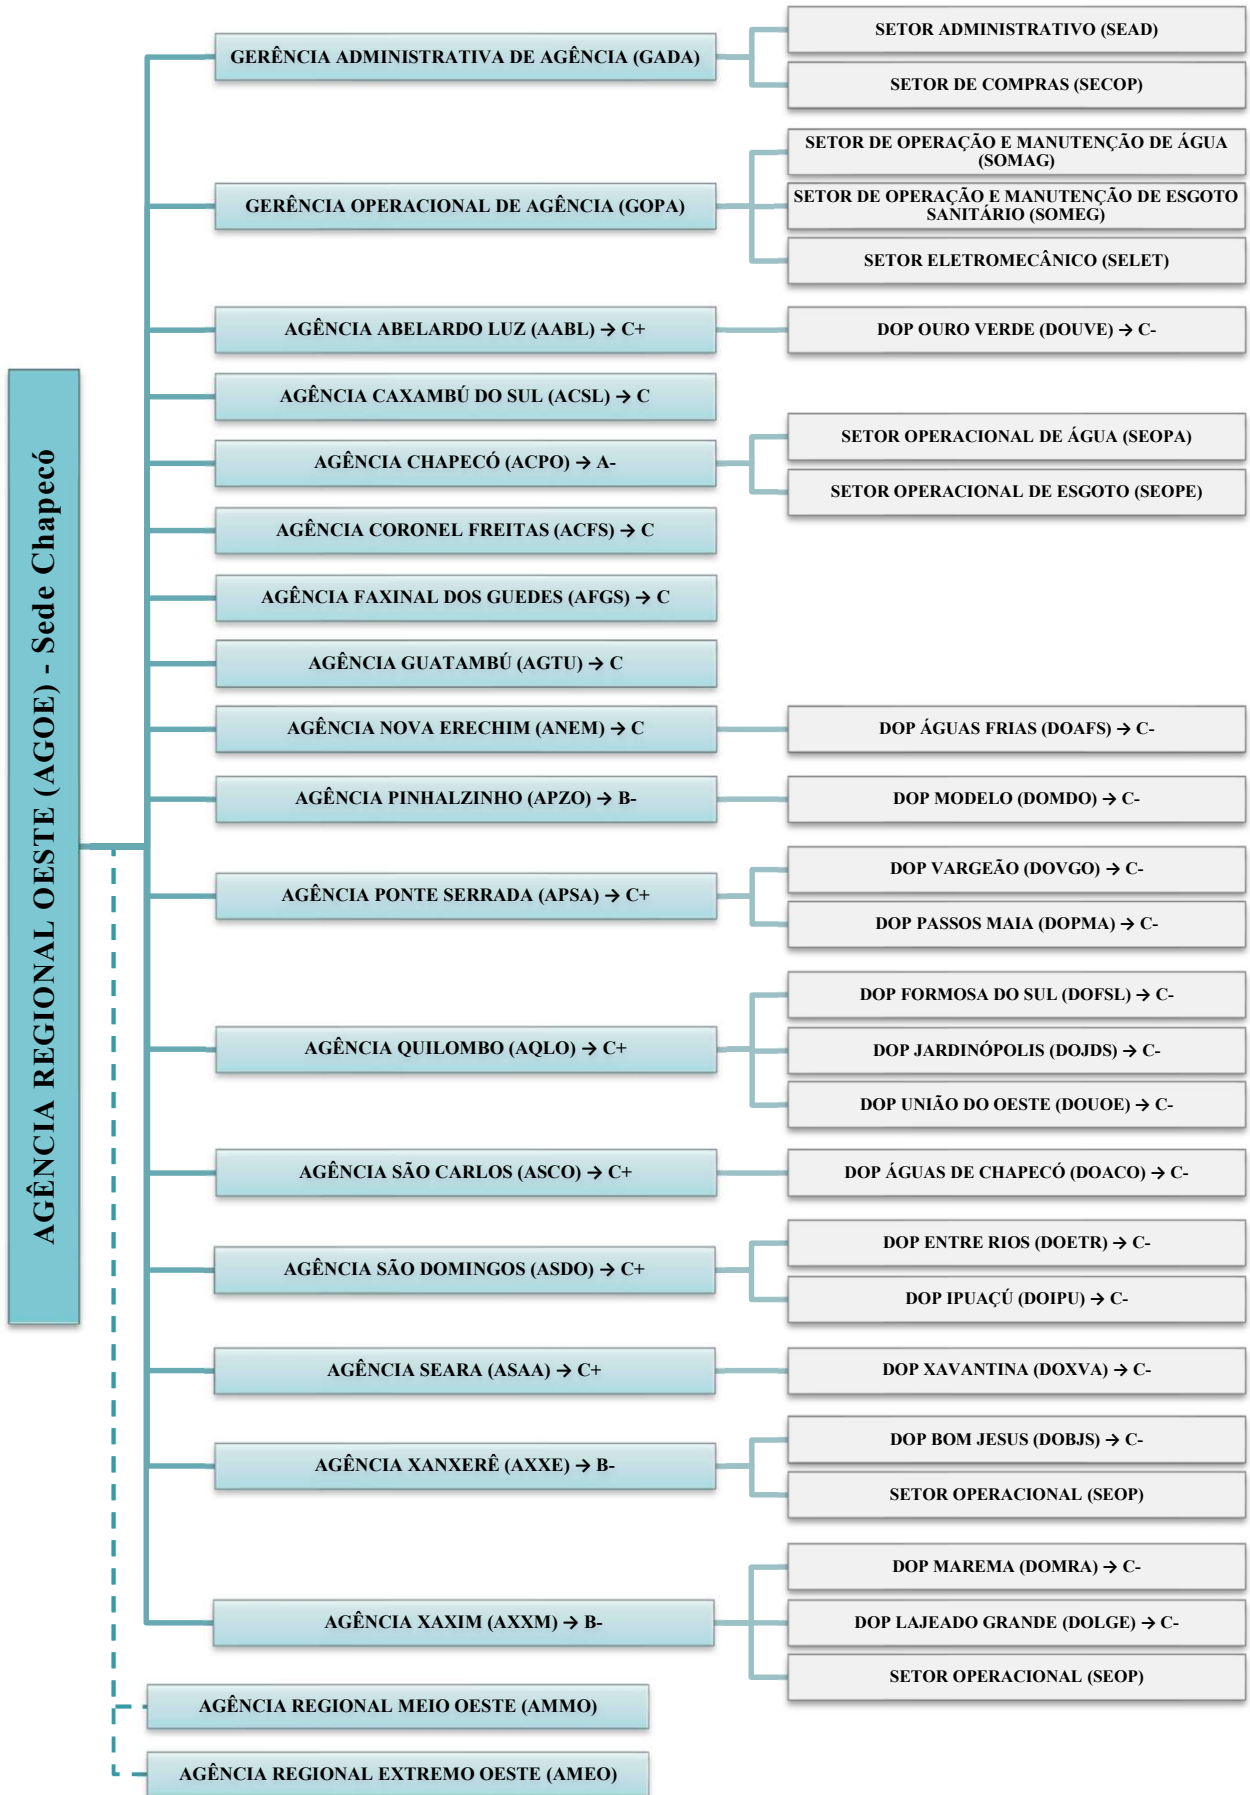 AGÊNCIA REGIONAL OESTE (AGOE) - Sede Chapecó
GERÊNCIA ADMINISTRATIVA DE AGÊNCIA (GADA)
SETOR ADMINISTRATIVO (SEAD)
SETOR DE COMPRAS (SECOP)
GERÊNCIA OPERACIONAL DE AGÊNCIA (GOPA)
SETOR DE OPERAÇÃO E MANUTENÇÃO DE ÁGUA
(SOMAG)
SETOR DE OPERAÇÃO E MANUTENÇÃO DE ESGOTO
SANITÁRIO (SOMEG)
SETOR ELETROMECÂNICO (SELET)
AGÊNCIA ABELARDO LUZ (AABL) → C+
DOP OURO VERDE (DOUVE) → C-
AGÊNCIA CAXAMBÚ DO SUL (ACSL) → C
AGÊNCIA CHAPECÓ (ACPO) → A-
SETOR OPERACIONAL DE ÁGUA (SEOPA)
SETOR OPERACIONAL DE ESGOTO (SEOPE)
AGÊNCIA CORONEL FREITAS (ACFS) → C
AGÊNCIA FAXINAL DOS GUEDES (AFGS) → C
AGÊNCIA GUATAMBÚ (AGTU) → C
AGÊNCIA NOVA ERECHIM (ANEM) → C
DOP ÁGUAS FRIAS (DOAFS) → C-
AGÊNCIA PINHALZINHO (APZO) → B-
DOP MODELO (DOMDO) → C-
AGÊNCIA PONTE SERRADA (APSA) → C+
DOP VARGEÃO (DOVGO) → C-
DOP PASSOS MAIA (DOPMA) → C-
AGÊNCIA QUILOMBO (AQLO) → C+
DOP FORMOSA DO SUL (DOFSL) → C-
DOP JARDINÓPOLIS (DOJDS) → C-
DOP UNIÃO DO OESTE (DOUOE) → C-
AGÊNCIA SÃO CARLOS (ASCO) → C+
DOP ÁGUAS DE CHAPECÓ (DOACO) → C-
AGÊNCIA SÃO DOMINGOS (ASDO) → C+
DOP ENTRE RIOS (DOETR) → C-
DOP IPUAÇÚ (DOIPU) → C-
AGÊNCIA SEARA (ASAA) → C+
DOP XAVANTINA (DOXVA) → C-
AGÊNCIA XANXERÊ (AXXE) → B-
DOP BOM JESUS (DOBJS) → C-
SETOR OPERACIONAL (SEOP)
AGÊNCIA XAXIM (AXXM) → B-
DOP MAREMA (DOMRA) → C-
DOP LAJEADO GRANDE (DOLGE) → C-
SETOR OPERACIONAL (SEOP)
AGÊNCIA REGIONAL MEIO OESTE (AMMO)
AGÊNCIA REGIONAL EXTREMO OESTE (AMEO)